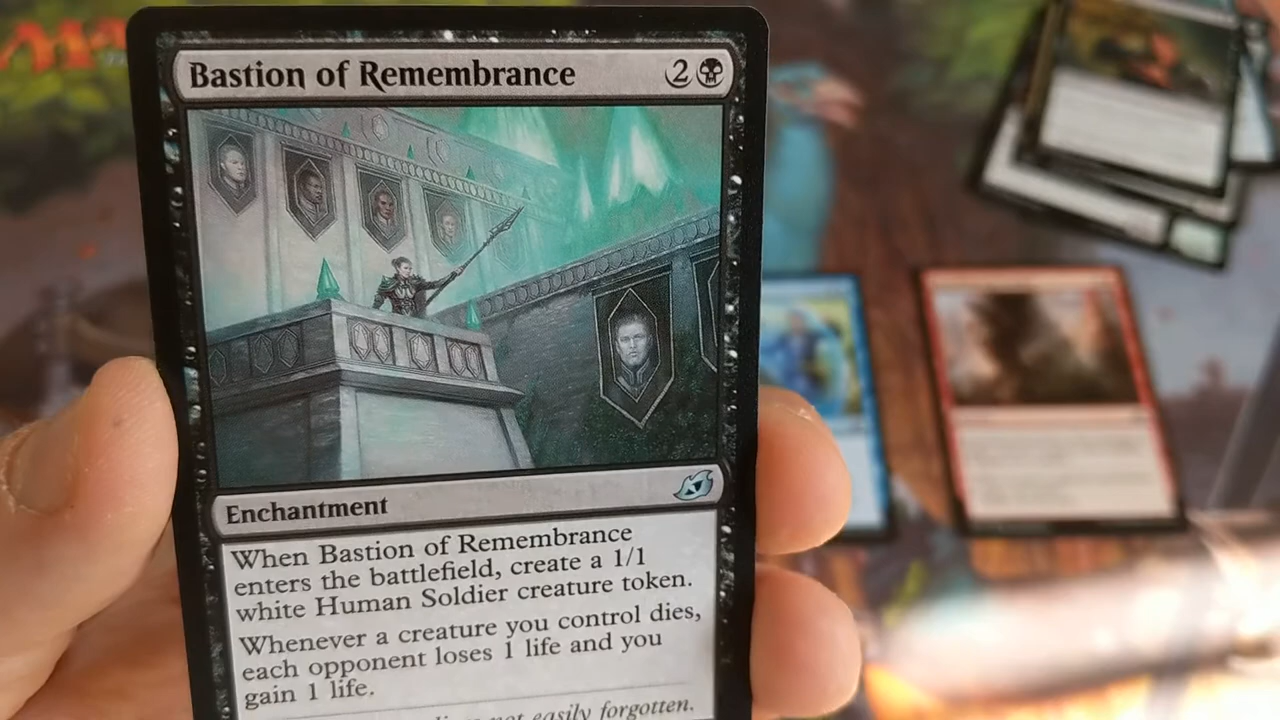 Bastion of Remembrance 2
Enchantment
When Bastion of Remembrance
enters the battlefield, create a 1/1
white Human Soldier creature token.
Whenever a creature you control dies,
each opponent loses 1 life and you
gain 1 life.
not easily forgotten.